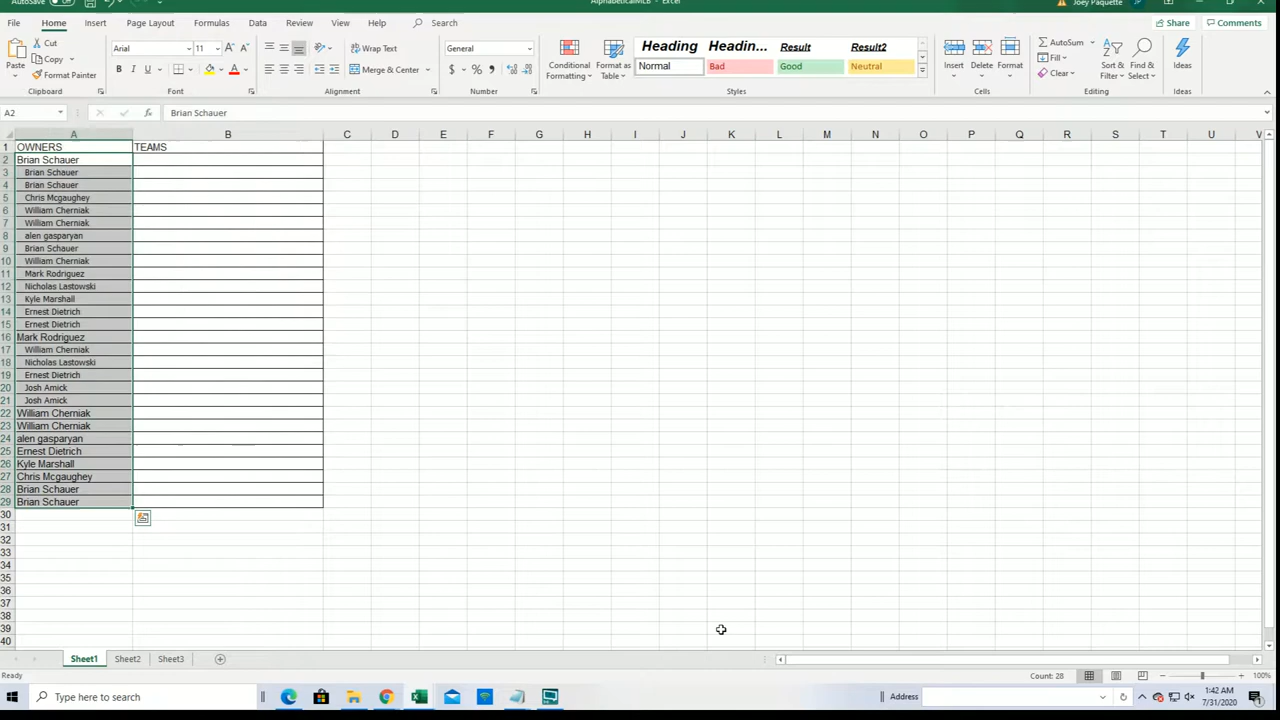 AutoSave
AlphabeticalMLB - Excel
Joey Paquette
JP
File Home Insert Page Layout Formulas Data Review View Help Search
Share Comments
Paste
Cut
Copy
Format Painter
Clipboard
Arial 11
B I U
Font
Wrap Text
Merge & Center
Alignment
General
Number
Conditional Formatting
Format as Table
Heading Headin... Result Result2
Normal Bad Good Neutral
Styles
Insert Delete Format
Cells
AutoSum
Fill
Clear
Sort & Filter
Find & Select
Editing
Ideas
Ideas
A2 fx Brian Schauer
A B C D E F G H I J K L M N O P Q R S T U V
1 OWNERS TEAMS
2 Brian Schauer
3 Brian Schauer
4 Brian Schauer
5 Chris Mcgaughey
6 William Cherniak
7 William Cherniak
8 alen gasparyan
9 Brian Schauer
10 William Cherniak
11 Mark Rodriguez
12 Nicholas Lastowski
13 Kyle Marshall
14 Ernest Dietrich
15 Ernest Dietrich
16 Mark Rodriguez
17 William Cherniak
18 Nicholas Lastowski
19 Ernest Dietrich
20 Josh Amick
21 Josh Amick
22 William Cherniak
23 William Cherniak
24 alen gasparyan
25 Ernest Dietrich
26 Kyle Marshall
27 Chris Mcgaughey
28 Brian Schauer
29 Brian Schauer
30
31
32
33
34
35
36
37
38
39
40
Sheet1 Sheet2 Sheet3
Ready
Count: 28
100%
Type here to search
Address
1:42 AM
7/31/2020